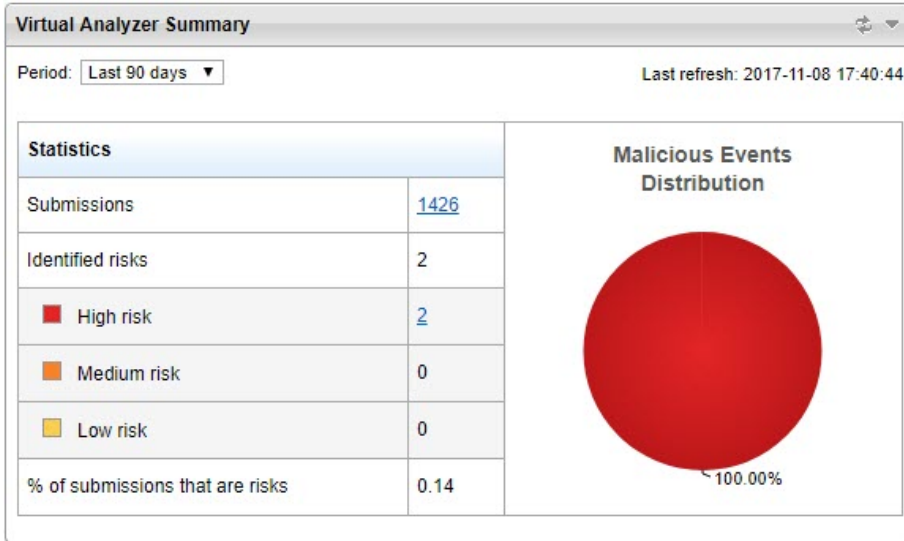 Virtual Analyzer Summary
Period: Last 90 days ▼
Last refresh: 2017-11-08 17:40:44
Statistics
Submissions 1426
Identified risks 2
High risk 2
Medium risk 0
Low risk 0
% of submissions that are risks 0.14
Malicious Events
Distribution
100.00%